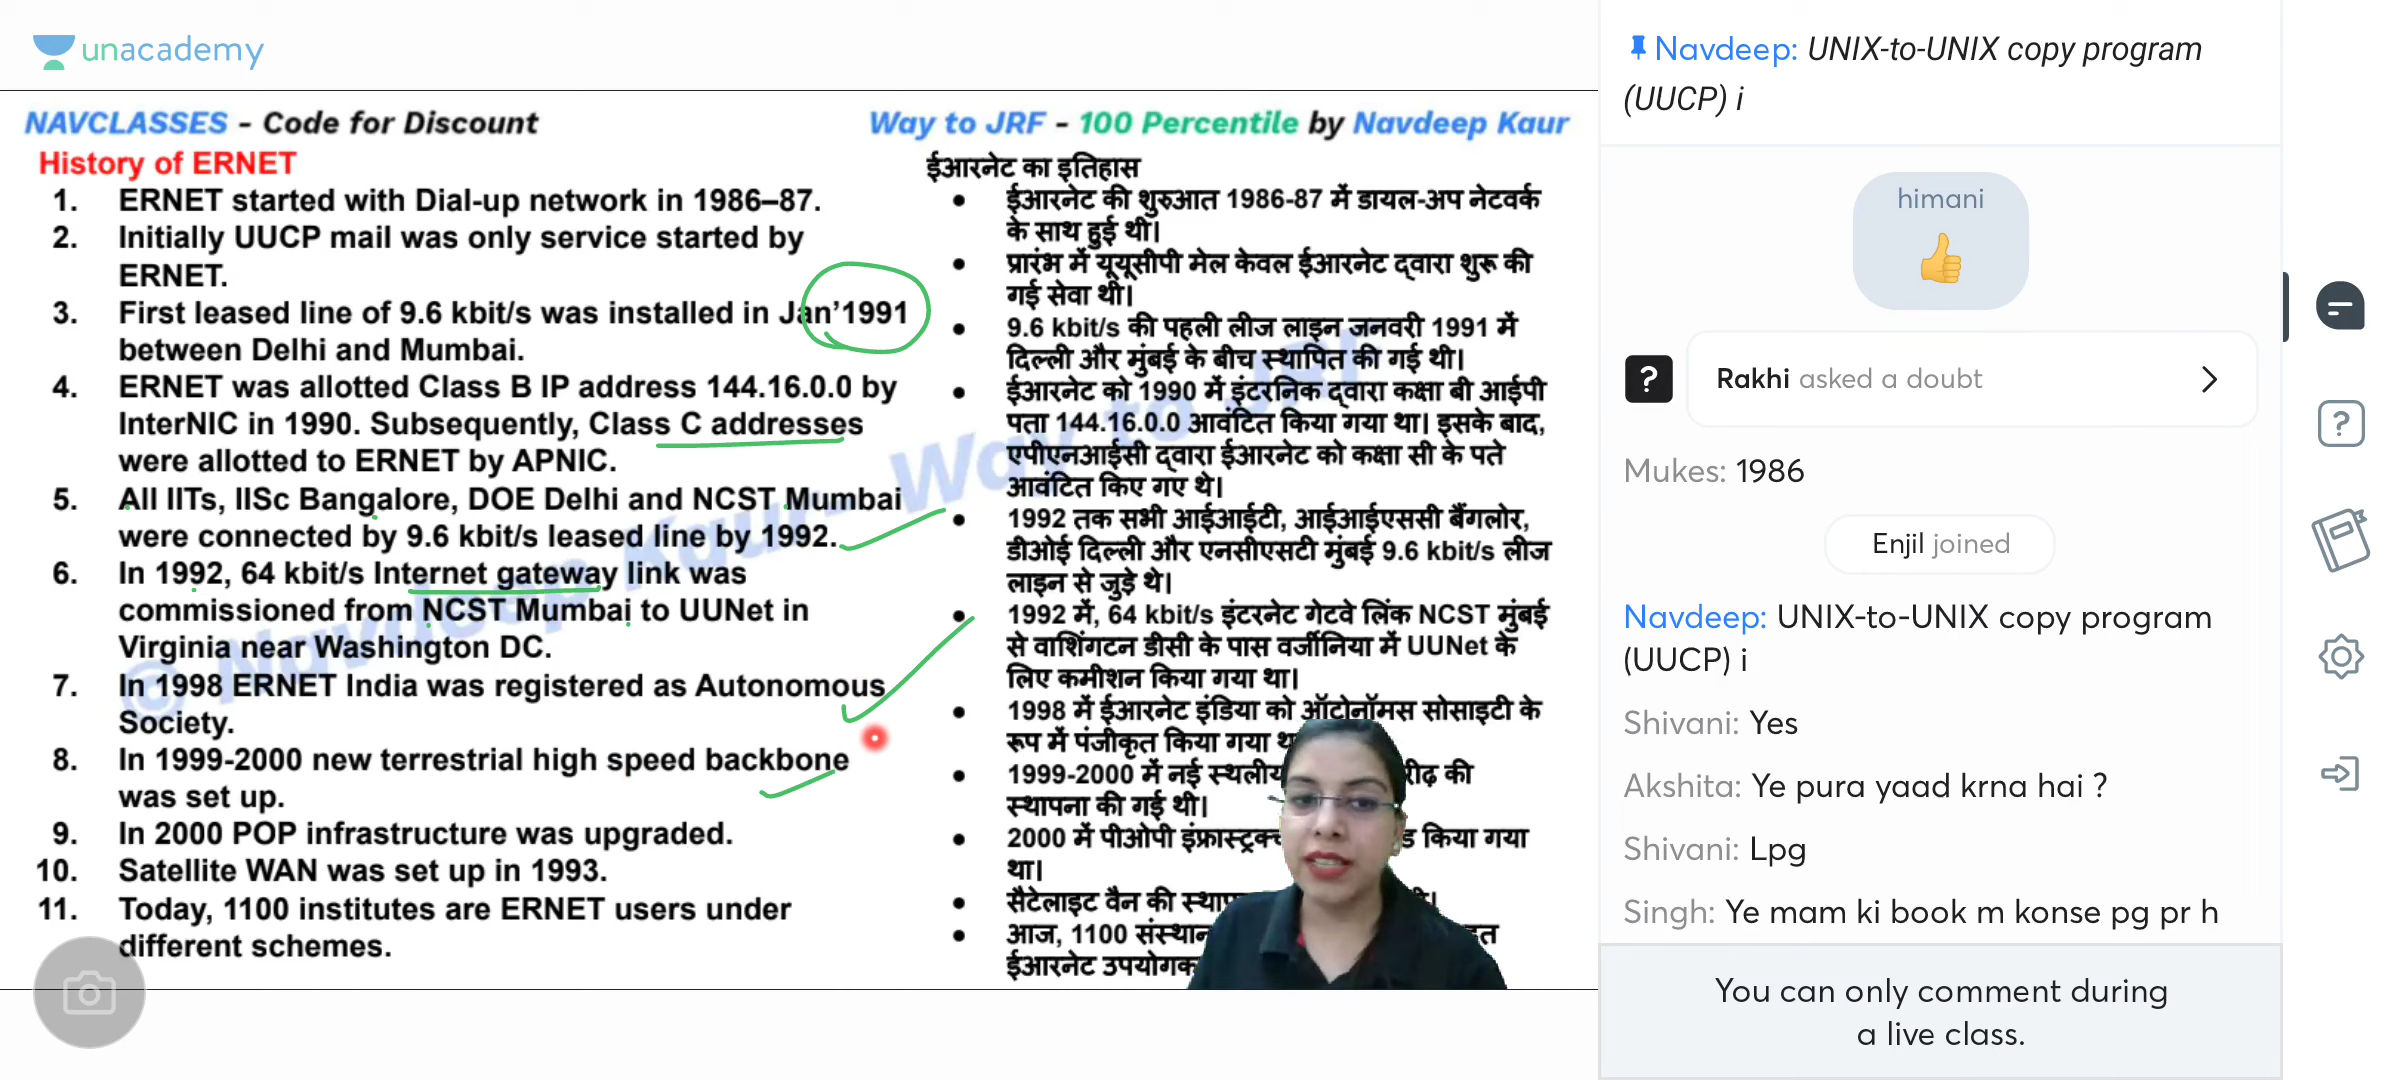 unacademy
NAVCLASSES - Code for Discount
Way to JRF - 100 Percentile by Navdeep Kaur
History of ERNET
1. ERNET started with Dial-up network in 1986–87.
2. Initially UUCP mail was only service started by
ERNET.
3. First leased line of 9.6 kbit/s was installed in Jan’1991
between Delhi and Mumbai.
4. ERNET was allotted Class B IP address 144.16.0.0 by
InterNIC in 1990. Subsequently, Class C addresses
were allotted to ERNET by APNIC.
5. All IITs, IISc Bangalore, DOE Delhi and NCST Mumbai
were connected by 9.6 kbit/s leased line by 1992.
6. In 1992, 64 kbit/s Internet gateway link was
commissioned from NCST Mumbai to UUNet in
Virginia near Washington DC.
7. In 1998 ERNET India was registered as Autonomous
Society.
8. In 1999-2000 new terrestrial high speed backbone
was set up.
9. In 2000 POP infrastructure was upgraded.
10. Satellite WAN was set up in 1993.
11. Today, 1100 institutes are ERNET users under
different schemes.
ईआरनेट का इतिहास
● ईआरनेट की शुरुआत 1986-87 में डायल-अप नेटवर्क
के साथ हुई थी।
● प्रारंभ में यूयूसीपी मेल केवल ईआरनेट द्वारा शुरू की
गई सेवा थी।
● 9.6 kbit/s की पहली लीज लाइन जनवरी 1991 में
दिल्ली और मुंबई के बीच स्थापित की गई थी।
● ईआरनेट को 1990 में इंटरनिक द्वारा कक्षा बी आईपी
पता 144.16.0.0 आवंटित किया गया था। इसके बाद,
एपीएनआईसी द्वारा ईआरनेट को कक्षा सी के पते
आवंटित किए गए थे।
● 1992 तक सभी आईआईटी, आईआईएससी बैंगलोर,
डीओई दिल्ली और एनसीएसटी मुंबई 9.6 kbit/s लीज
लाइन से जुड़े थे।
● 1992 में, 64 kbit/s इंटरनेट गेटवे लिंक NCST मुंबई
से वाशिंगटन डीसी के पास वर्जीनिया में UUNet के
लिए कमीशन किया गया था।
● 1998 में ईआरनेट इंडिया को ऑटोनॉमस सोसाइटी के
रूप में पंजीकृत किया गया
● 1999-2000 में नई रीढ़ की
स्थापना की गई थी।
● 2000 में पीओपी किया गया
था।
● सैटेलाइट वैन की
● आज, 1100
ईआरनेट
© Navdeep Kaur- Way to JRF
Navdeep: UNIX-to-UNIX copy program
(UUCP) i
himani
Rakhi asked a doubt
Mukes: 1986
Enjil joined
Navdeep: UNIX-to-UNIX copy program
(UUCP) i
Shivani: Yes
Akshita: Ye pura yaad krna hai ?
Shivani: Lpg
Singh: Ye mam ki book m konse pg pr h
You can only comment during
a live class.